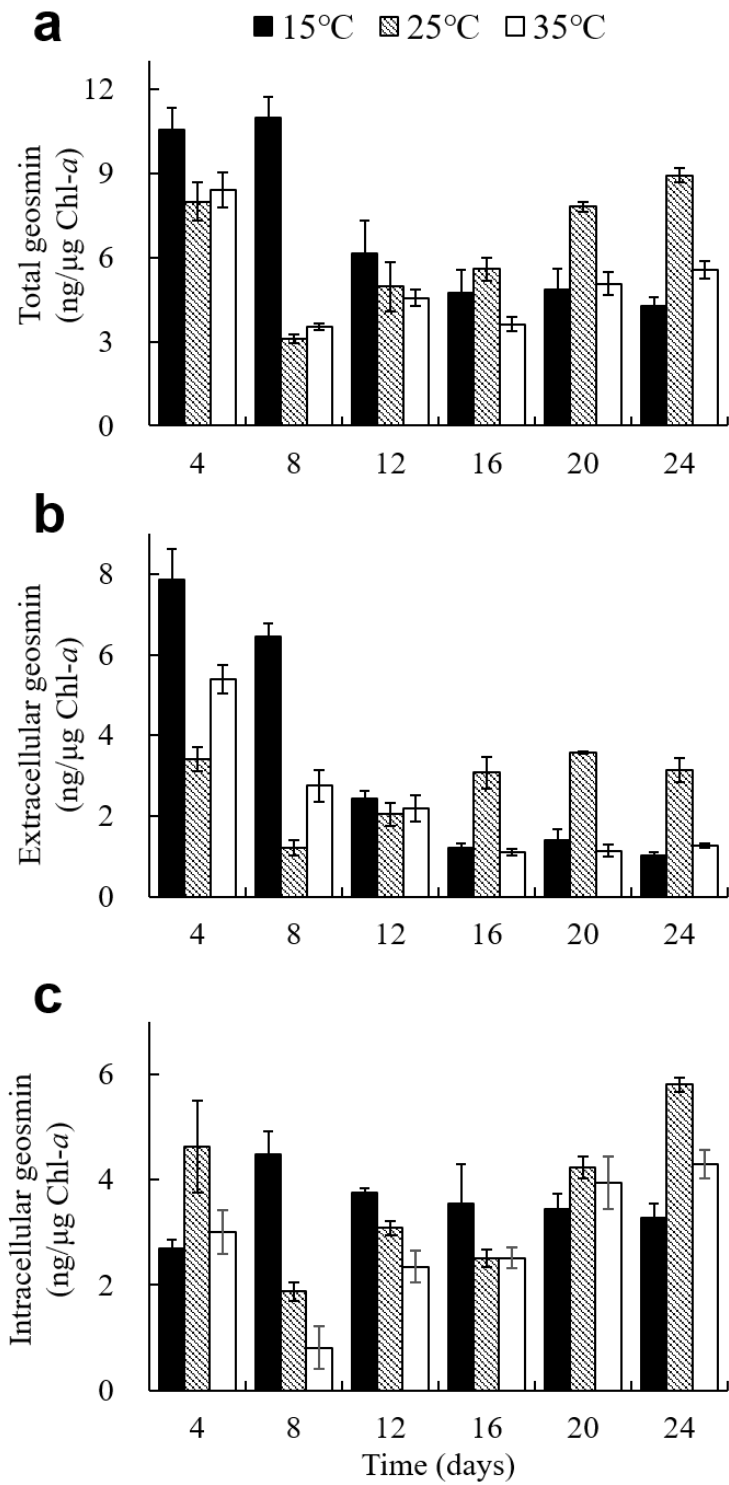 a
15℃ 25℃ 35℃
Total geosmin
(ng/μg Chl-a)
12
9
6
3
0
4 8 12 16 20 24
b
Extracellular geosmin
(ng/μg Chl-a)
8
6
4
2
0
4 8 12 16 20 24
c
Intracellular geosmin
(ng/μg Chl-a)
6
4
2
0
4 8 12 16 20 24
Time (days)